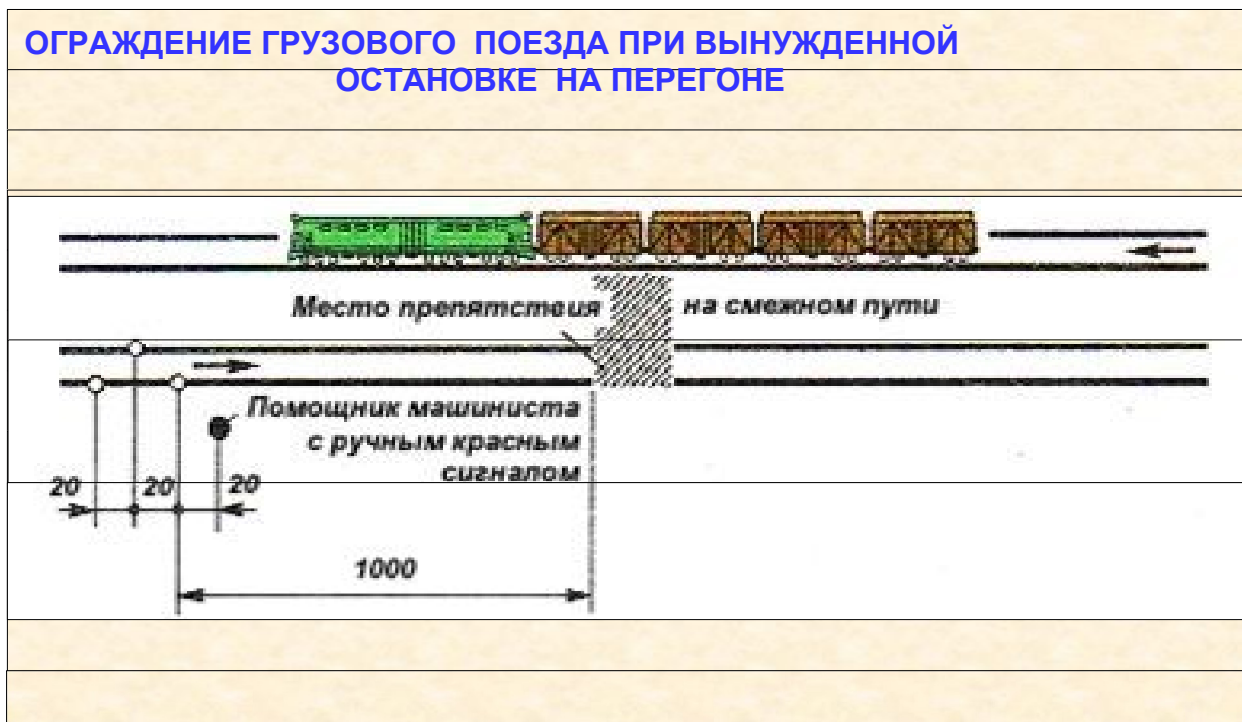 ОГРАЖДЕНИЕ ГРУЗОВОГО ПОЕЗДА ПРИ ВЫНУЖДЕННОЙ
ОСТАНОВКЕ НА ПЕРЕГОНЕ
Место препятствия на смежном пути
Помощник машиниста
с ручным красным
сигналом
20 20 20
1000